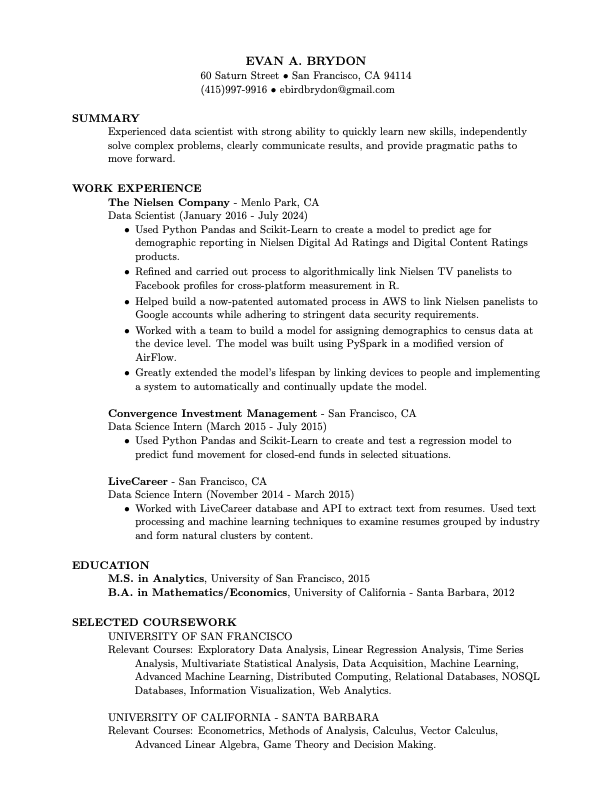 EVAN A. BRYDON
60 Saturn Street • San Francisco, CA 94114
(415)997-9916 • ebirdbrydon@gmail.com
SUMMARY
Experienced data scientist with strong ability to quickly learn new skills, independently
solve complex problems, clearly communicate results, and provide pragmatic paths to
move forward.
WORK EXPERIENCE
The Nielsen Company - Menlo Park, CA
Data Scientist (January 2016 - July 2024)
• Used Python Pandas and Scikit-Learn to create a model to predict age for
demographic reporting in Nielsen Digital Ad Ratings and Digital Content Ratings
products.
• Refined and carried out process to algorithmically link Nielsen TV panelists to
Facebook profiles for cross-platform measurement in R.
• Helped build a now-patented automated process in AWS to link Nielsen panelists to
Google accounts while adhering to stringent data security requirements.
• Worked with a team to build a model for assigning demographics to census data at
the device level. The model was built using PySpark in a modified version of
AirFlow.
• Greatly extended the model's lifespan by linking devices to people and implementing
a system to automatically and continually update the model.
Convergence Investment Management - San Francisco, CA
Data Science Intern (March 2015 - July 2015)
• Used Python Pandas and Scikit-Learn to create and test a regression model to
predict fund movement for closed-end funds in selected situations.
LiveCareer - San Francisco, CA
Data Science Intern (November 2014 - March 2015)
• Worked with LiveCareer database and API to extract text from resumes. Used text
processing and machine learning techniques to examine resumes grouped by industry
and form natural clusters by content.
EDUCATION
M.S. in Analytics, University of San Francisco, 2015
B.A. in Mathematics/Economics, University of California - Santa Barbara, 2012
SELECTED COURSEWORK
UNIVERSITY OF SAN FRANCISCO
Relevant Courses: Exploratory Data Analysis, Linear Regression Analysis, Time Series
Analysis, Multivariate Statistical Analysis, Data Acquisition, Machine Learning,
Advanced Machine Learning, Distributed Computing, Relational Databases, NOSQL
Databases, Information Visualization, Web Analytics.
UNIVERSITY OF CALIFORNIA - SANTA BARBARA
Relevant Courses: Econometrics, Methods of Analysis, Calculus, Vector Calculus,
Advanced Linear Algebra, Game Theory and Decision Making.